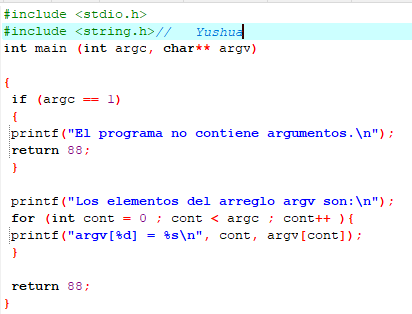 #include <stdio.h>
#include <string.h>//   Yushua
int main (int argc, char** argv)
{
if (argc == 1)
{
printf("El programa no contiene argumentos.\n");
return 88;
}
printf("Los elementos del arreglo argv son:\n");
for (int cont = 0 ; cont < argc ; cont++ ){
printf("argv[%d] = %s\n", cont, argv[cont]);
}
return 88;
}